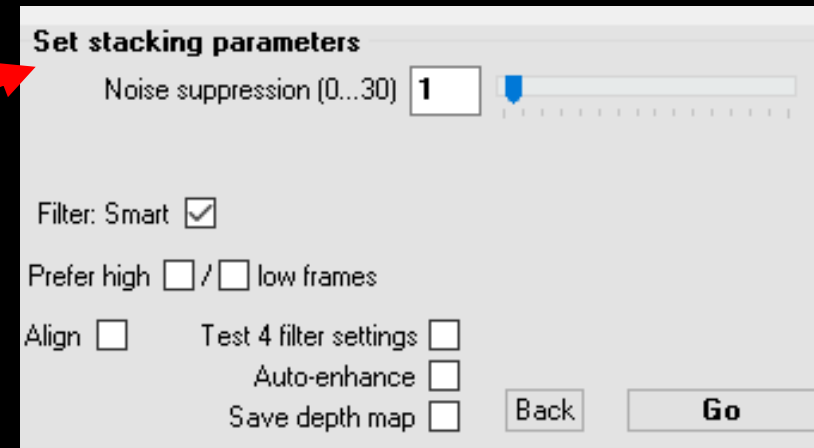 Set stacking parameters
Noise suppression (0...30) 1
Filter: Smart
Prefer high / low frames
Align Test 4 filter settings
Auto-enhance
Save depth map Back Go